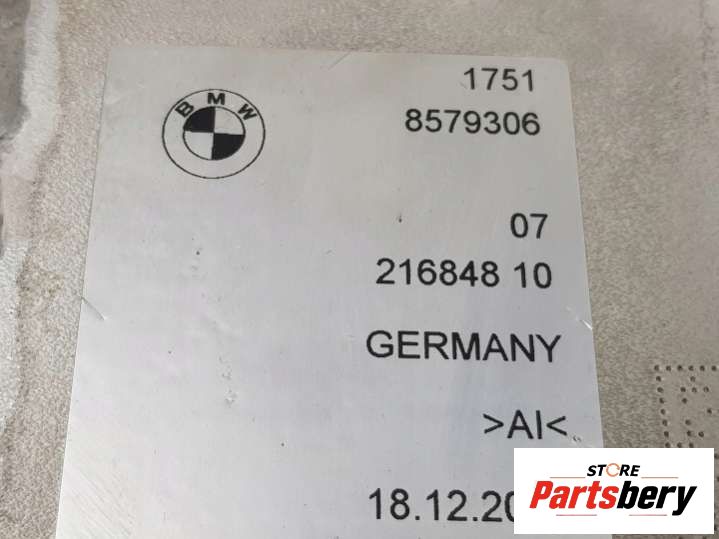 BMW
1751
8579306
07
216848 10
GERMANY
>Al<
18.12.20
STORE
Partsbery